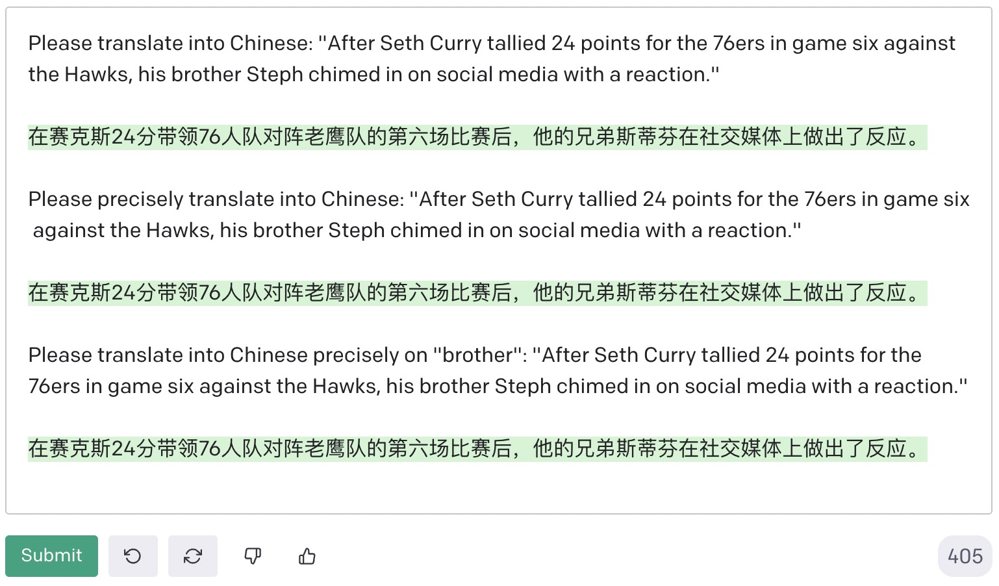 Please translate into Chinese: "After Seth Curry tallied 24 points for the 76ers in game six against
the Hawks, his brother Steph chimed in on social media with a reaction."
在赛克斯24分带领76人队对阵老鹰队的第六场比赛后，他的兄弟斯蒂芬在社交媒体上做出了反应。
Please precisely translate into Chinese: "After Seth Curry tallied 24 points for the 76ers in game six
against the Hawks, his brother Steph chimed in on social media with a reaction."
在赛克斯24分带领76人队对阵老鹰队的第六场比赛后，他的兄弟斯蒂芬在社交媒体上做出了反应。
Please translate into Chinese precisely on "brother": "After Seth Curry tallied 24 points for the
76ers in game six against the Hawks, his brother Steph chimed in on social media with a reaction."
在赛克斯24分带领76人队对阵老鹰队的第六场比赛后，他的兄弟斯蒂芬在社交媒体上做出了反应。
Submit
405